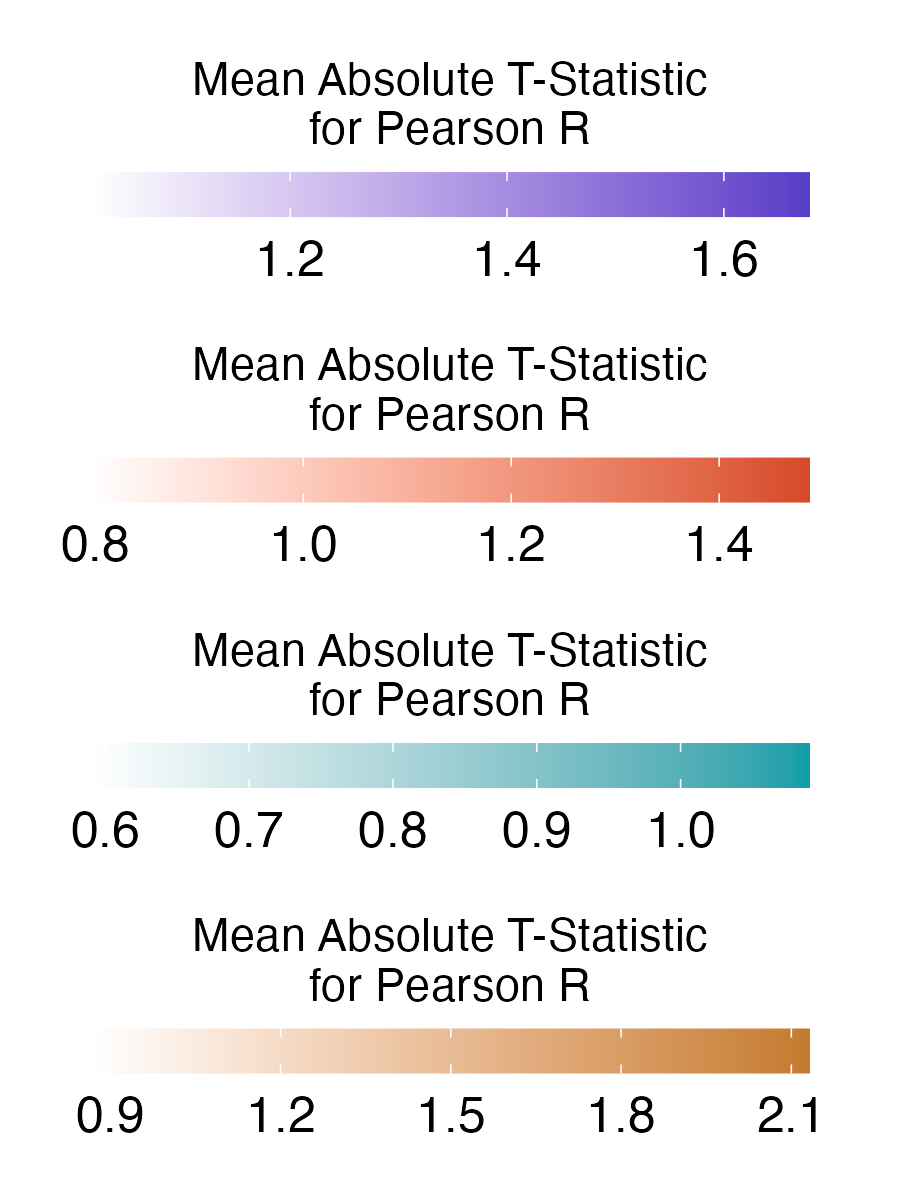 Mean Absolute T-Statistic
for Pearson R
1.2 1.4 1.6
Mean Absolute T-Statistic
for Pearson R
0.8 1.0 1.2 1.4
Mean Absolute T-Statistic
for Pearson R
0.6 0.7 0.8 0.9 1.0
Mean Absolute T-Statistic
for Pearson R
0.9 1.2 1.5 1.8 2.1